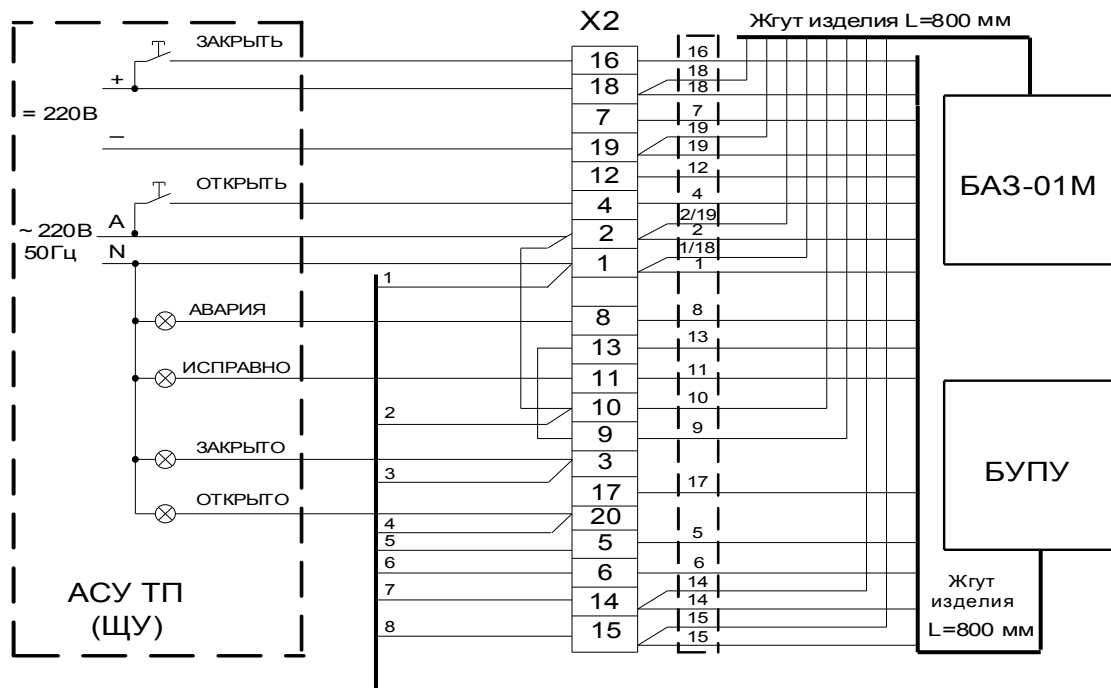 X2
Жгут изделия L=800 мм
ЗАКРЫТЬ
+
= 220В
–
ОТКРЫТЬ
А
~ 220В
50Гц
N
АВАРИЯ
ИСПРАВНО
ЗАКРЫТО
ОТКРЫТО
АСУ ТП
(ЩУ)
1
2
3
4
5
6
7
8
16
18
7
19
12
4
2
1
8
13
11
10
9
3
17
20
5
6
14
15
16
18
18
7
19
19
12
4
2/19
2
1/18
1
8
13
11
10
9
17
5
6
14
14
15
15
БАЗ-01М
БУПУ
Жгут
изделия
L=800 мм